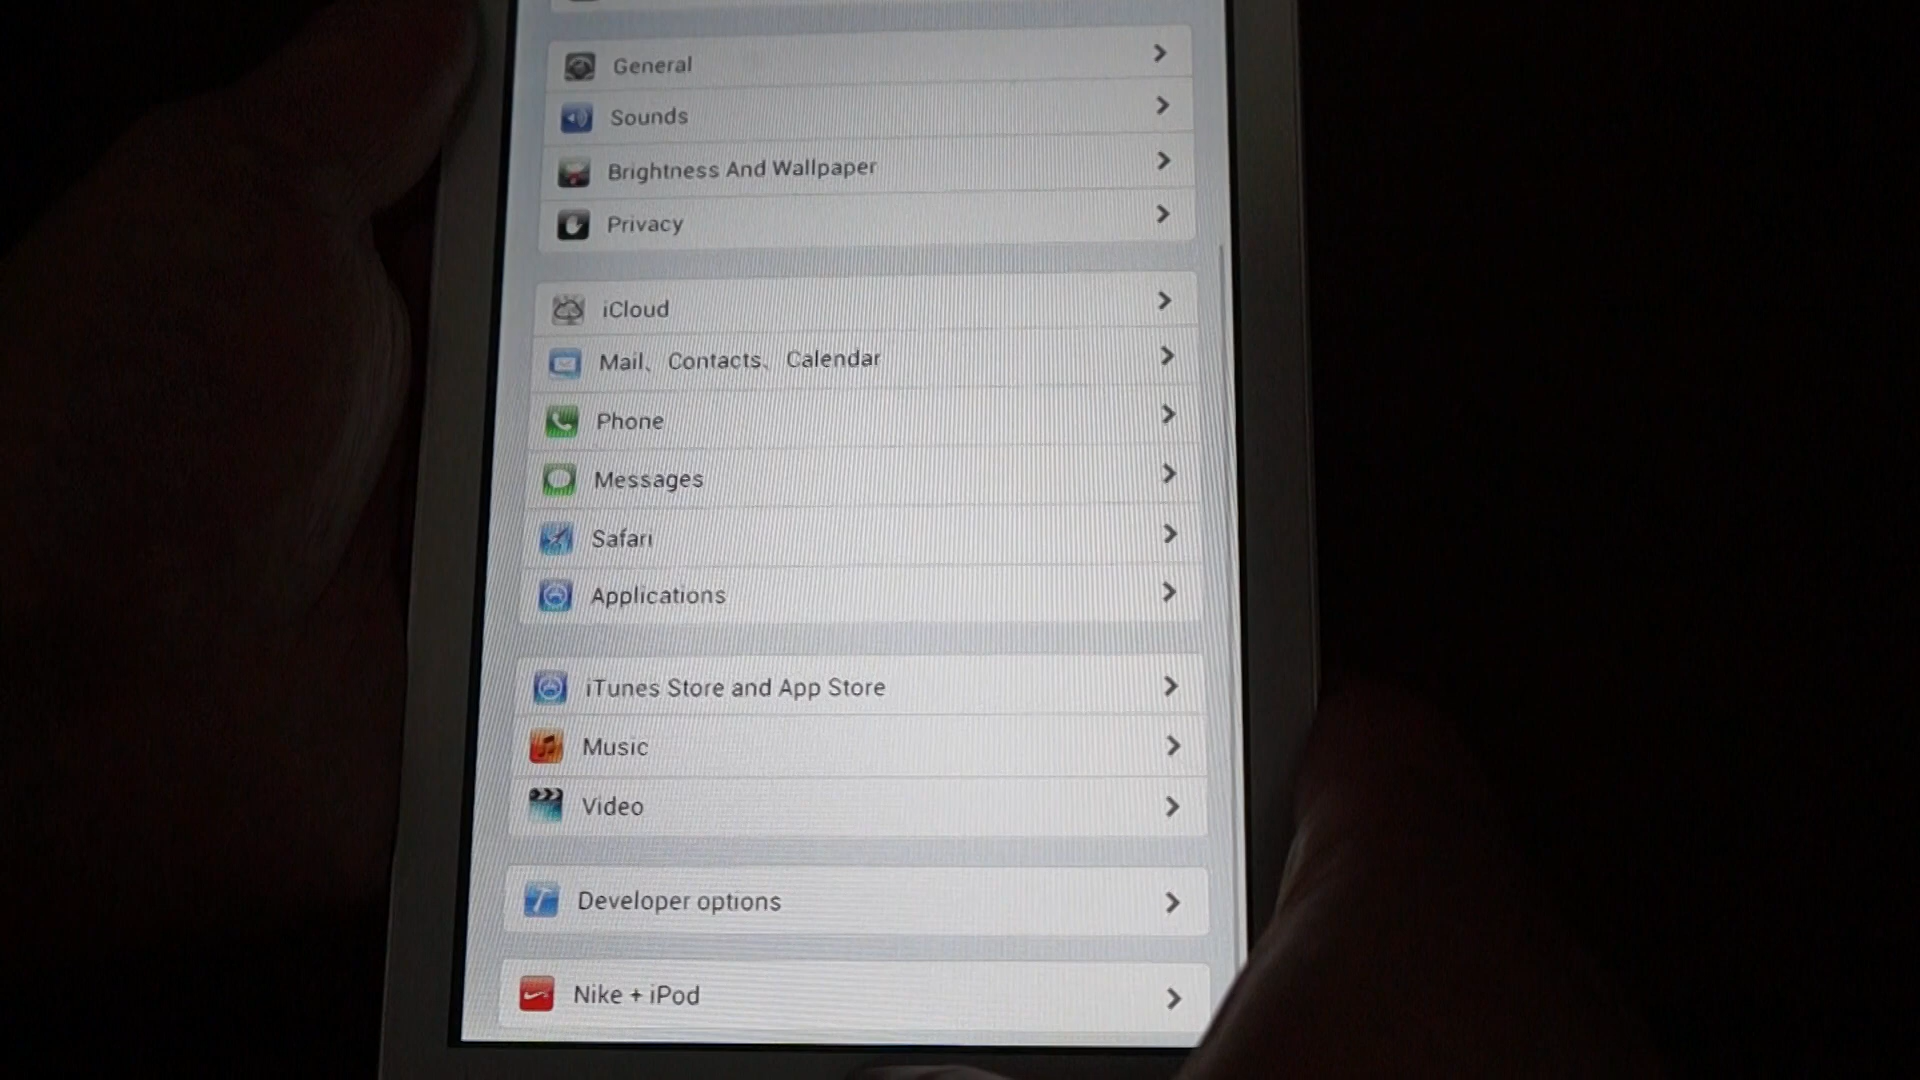 General
Sounds
Brightness And Wallpaper
Privacy
iCloud
Mail、Contacts、Calendar
Phone
Messages
Safari
Applications
iTunes Store and App Store
Music
Video
Developer options
Nike + iPod